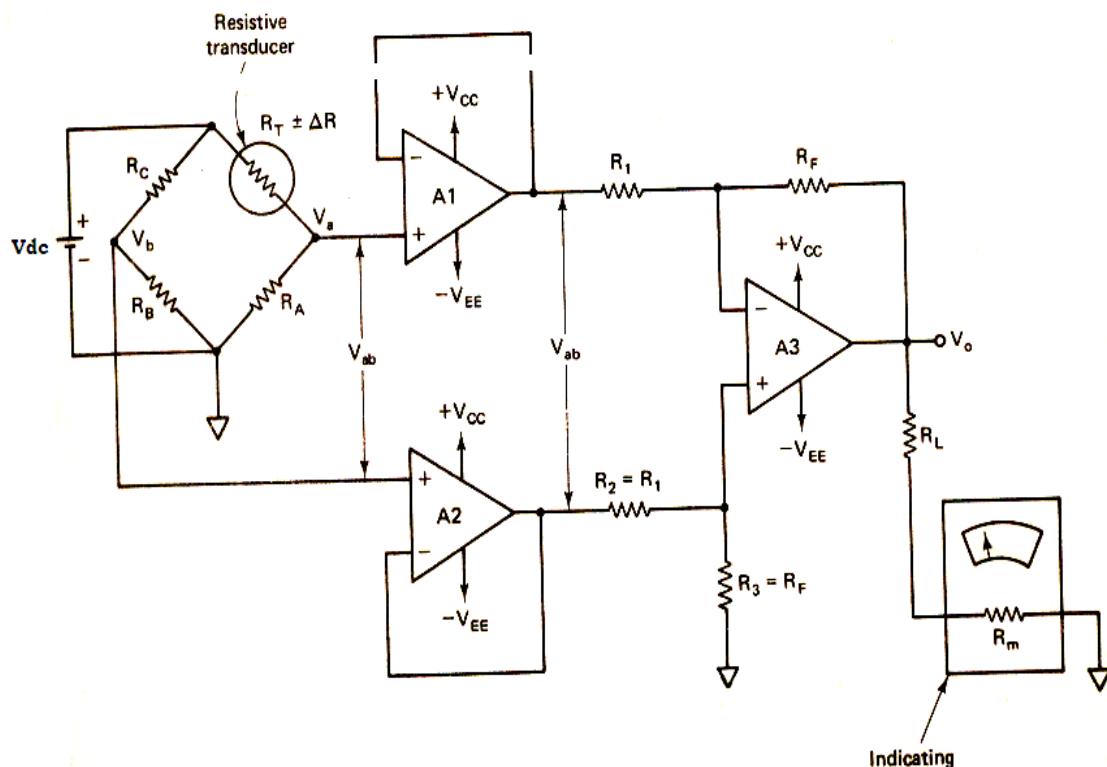 Resistive
transducer
+V_CC
R_T ± ΔR
R_C
R_1
R_F
−
A1
V_a
+
V_b
Vdc
+
−
+V_CC
−V_EE
R_B
R_A
−
A3
V_o
V_ab
V_ab
+
+V_CC
−V_EE
R_L
R_2 = R_1
+
A2
−
R_3 = R_F
−V_EE
R_m
Indicating